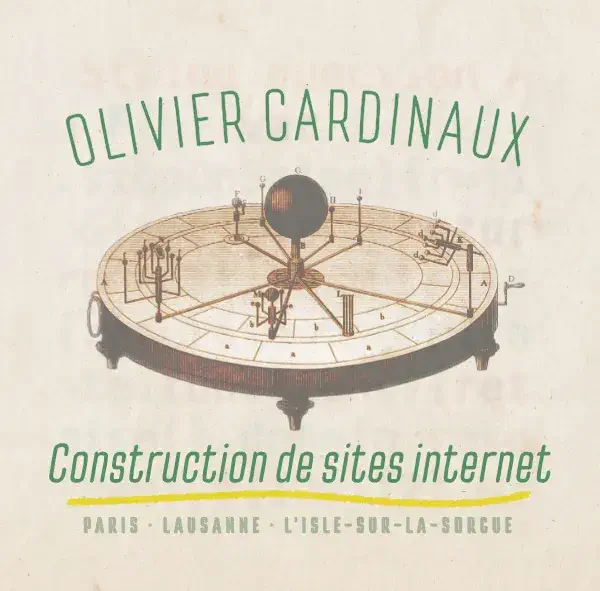 OLIVIER CARDINAUX
G
F G H I
d
d
d
B
A A D
M L
b b b
a a a
Construction de sites internet
PARIS · LAUSANNE · L'ISLE-SUR-LA-SORGUE